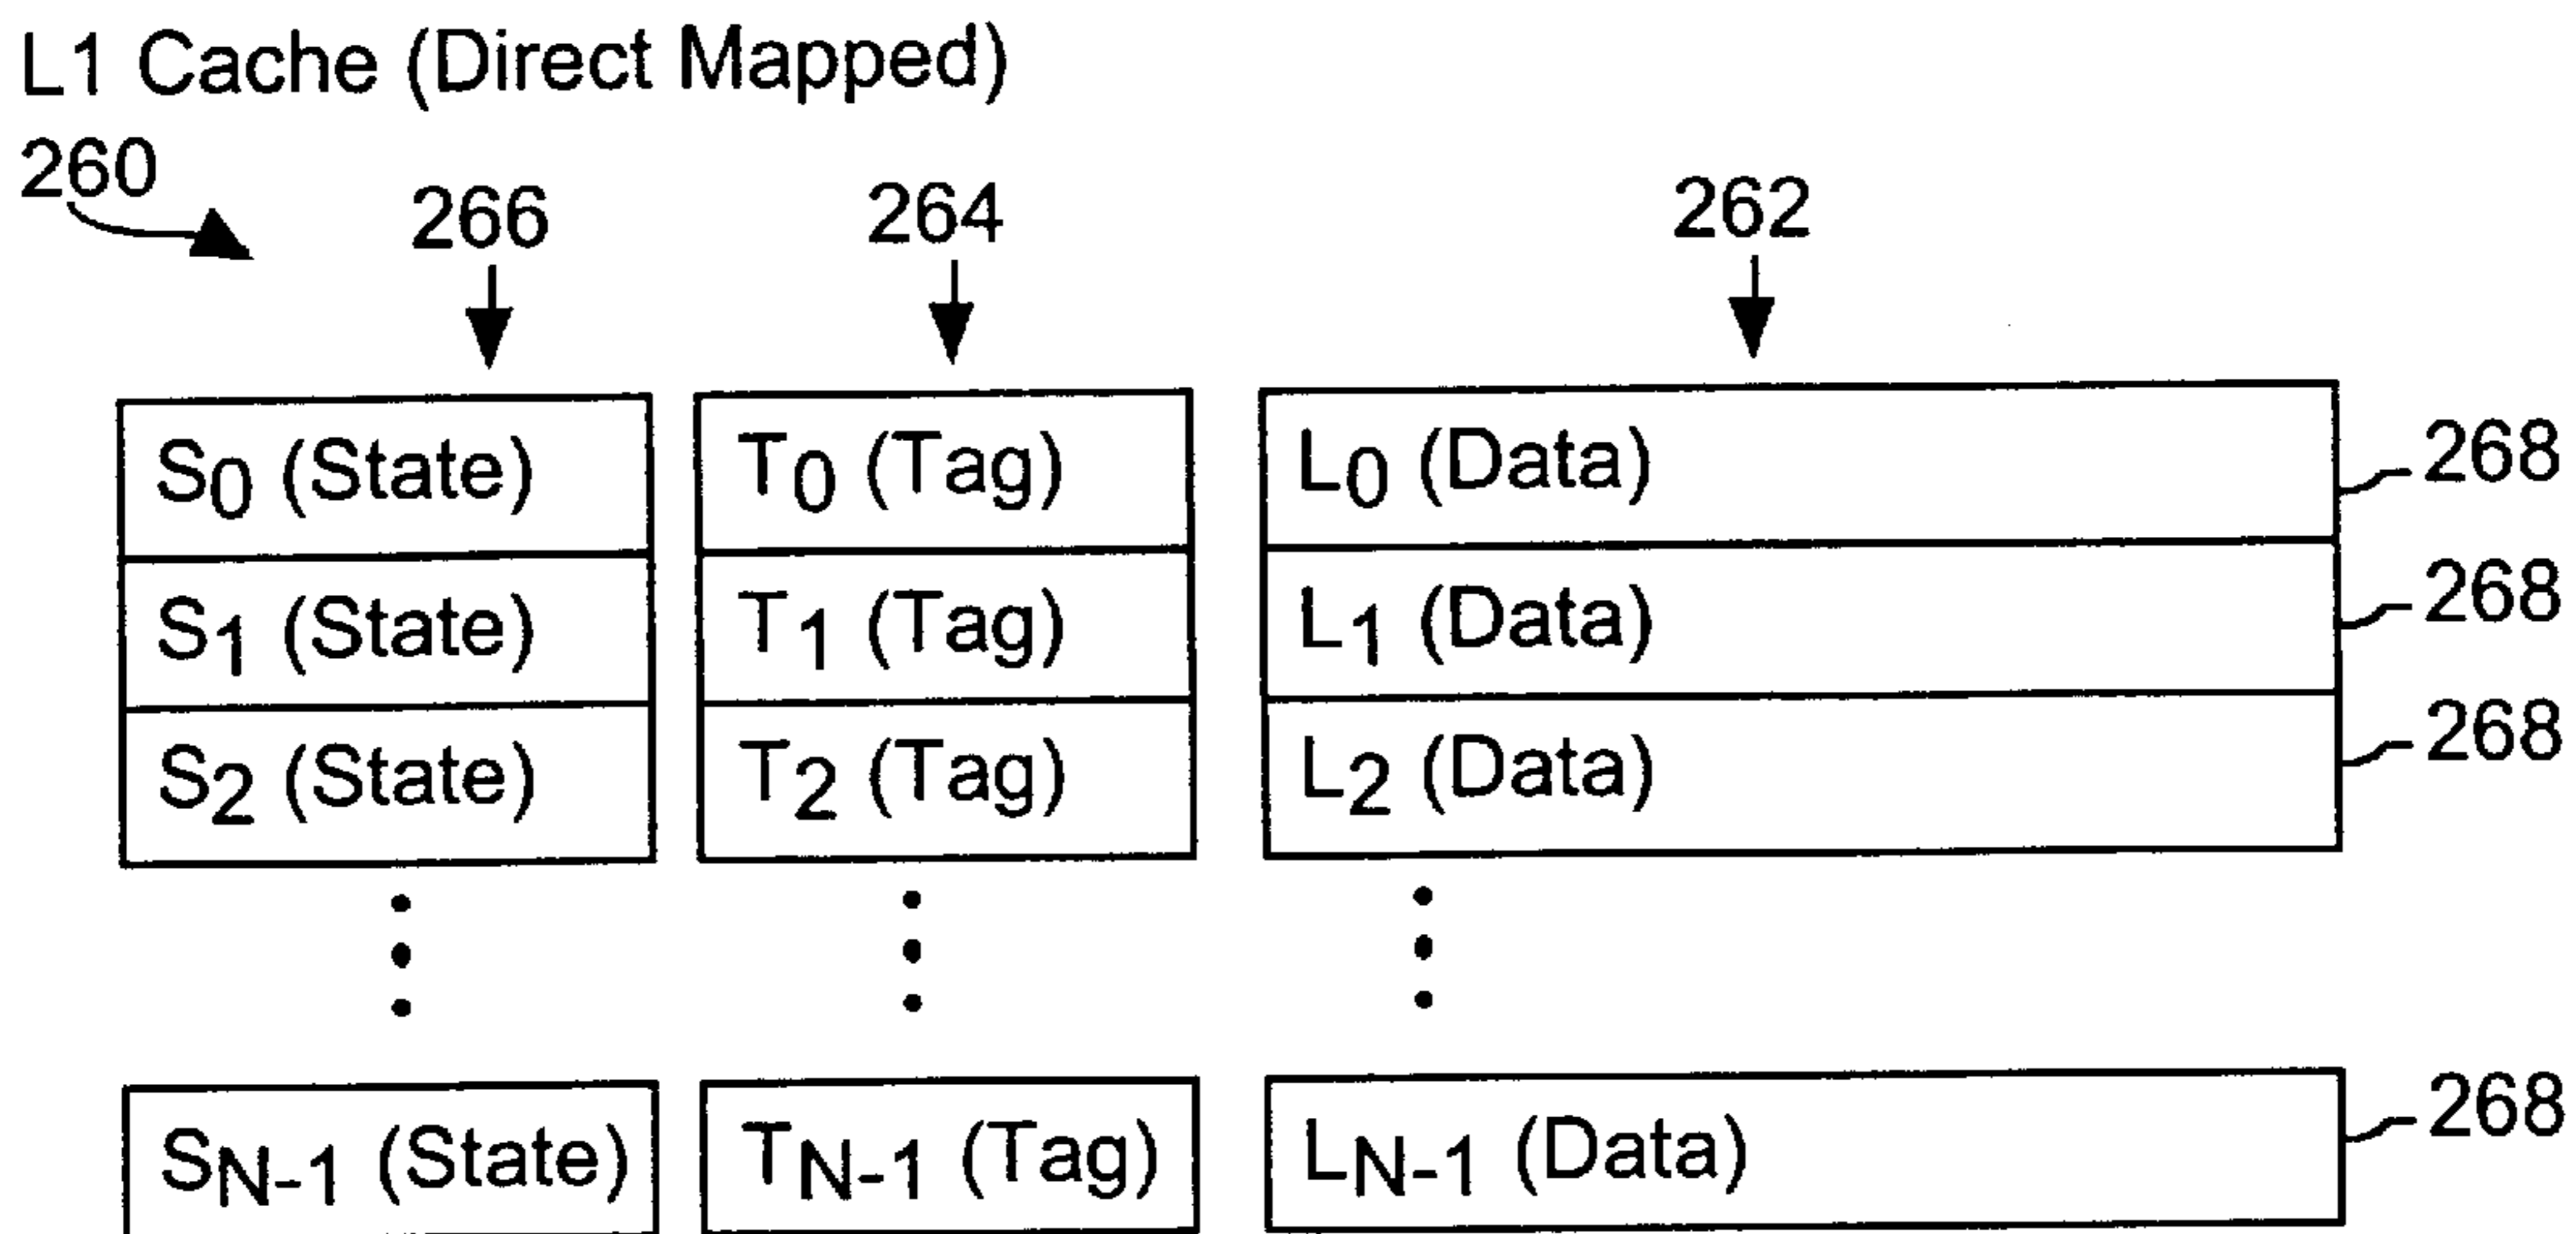 L1 Cache (Direct Mapped)
260
266 264 262
S0 (State) T0 (Tag) L0 (Data) 268
S1 (State) T1 (Tag) L1 (Data) 268
S2 (State) T2 (Tag) L2 (Data) 268
SN-1 (State) TN-1 (Tag) LN-1 (Data) 268